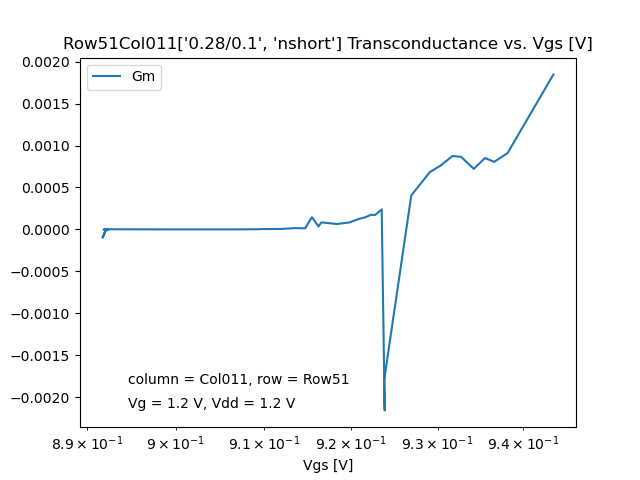 Row51Col011['0.28/0.1', 'nshort'] Transconductance vs. Vgs [V]
Gm
0.0020
0.0015
0.0010
0.0005
0.0000
−0.0005
−0.0010
−0.0015
−0.0020
column = Col011, row = Row51
Vg = 1.2 V, Vdd = 1.2 V
8.9 × 10⁻¹ 9 × 10⁻¹ 9.1 × 10⁻¹ 9.2 × 10⁻¹ 9.3 × 10⁻¹ 9.4 × 10⁻¹
Vgs [V]